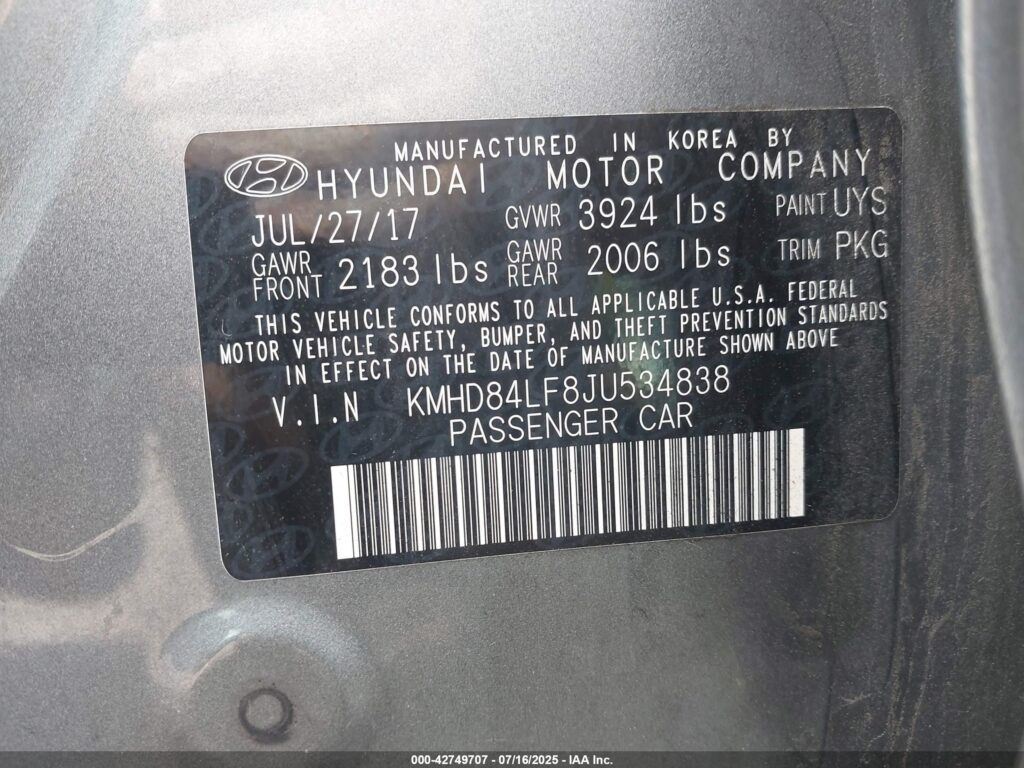 MANUFACTURED IN KOREA BY
HYUNDAI MOTOR COMPANY
JUL/27/17 GVWR 3924 lbs PAINT UYS
GAWR FRONT 2183 lbs GAWR REAR 2006 lbs TRIM PKG
THIS VEHICLE CONFORMS TO ALL APPLICABLE U.S.A. FEDERAL
MOTOR VEHICLE SAFETY, BUMPER, AND THEFT PREVENTION STANDARDS
IN EFFECT ON THE DATE OF MANUFACTURE SHOWN ABOVE
V.I.N KMHD84LF8JU534838
PASSENGER CAR
000-42749707 - 07/16/2025 - IAA Inc.